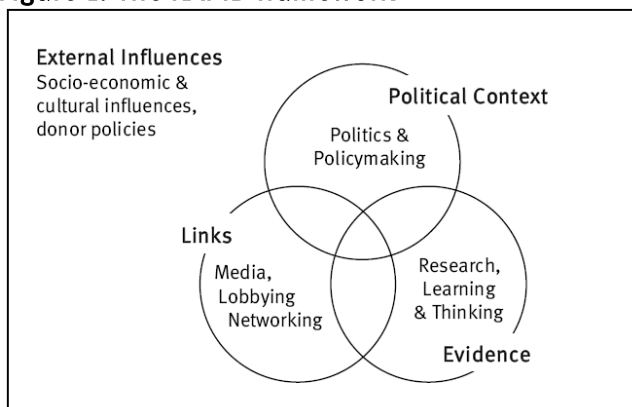 External Influences
Socio-economic &
cultural influences,
donor policies
Political Context
Politics &
Policymaking
Links
Media,
Lobbying
Networking
Research,
Learning
& Thinking
Evidence